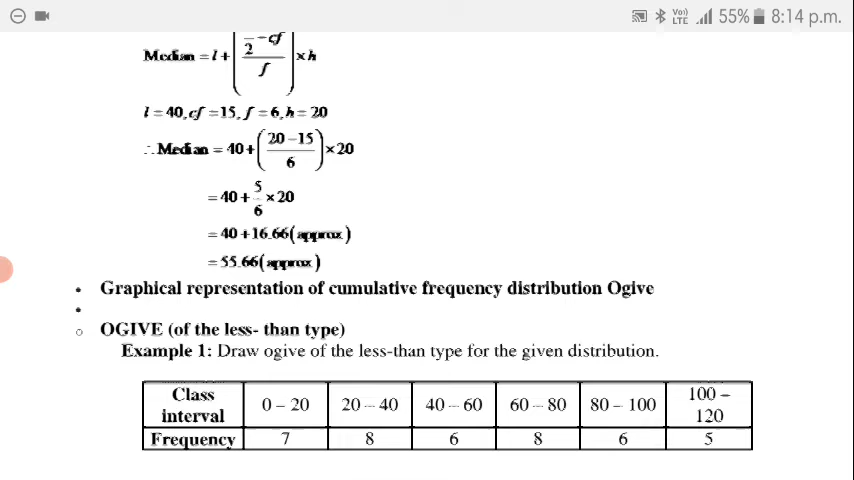 Vo))
LTE
55%
8:14 p.m.
Median = l + ( /2 - cf / f ) × h
l = 40, cf = 15, f = 6, h = 20
∴ Median = 40 + ( 20 - 15 / 6 ) × 20
= 40 + 5/6 × 20
= 40 + 16.66 ( approx )
= 55.66 ( approx )
• Graphical representation of cumulative frequency distribution Ogive
•
○ OGIVE (of the less- than type)
Example 1: Draw ogive of the less-than type for the given distribution.
Class interval 0 – 20 20 – 40 40 – 60 60 – 80 80 – 100 100 – 120
Frequency 7 8 6 8 6 5